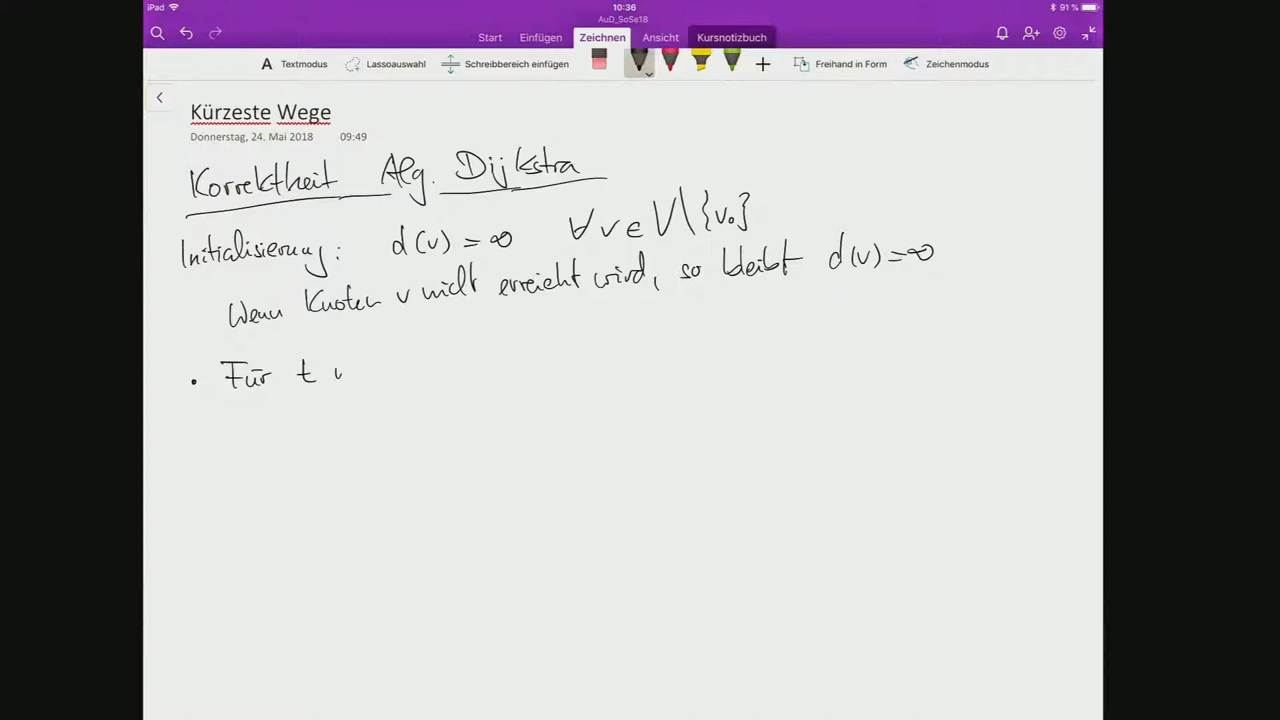 iPad 10:36 91 %
AuD_SoSe18
Start Einfügen Zeichnen Ansicht Kursnotizbuch
A Textmodus Lassoauswahl Schreibbereich einfügen Freihand in Form Zeichenmodus
Kürzeste Wege
Donnerstag, 24. Mai 2018 09:49
Korrektheit Alg. Dijkstra
Initialisierung: d(v) = ∞ ∀ v ∈ V\{v₀}
Wenn Knoten v nicht erreicht wird, so bleibt d(v) = ∞
• Für t